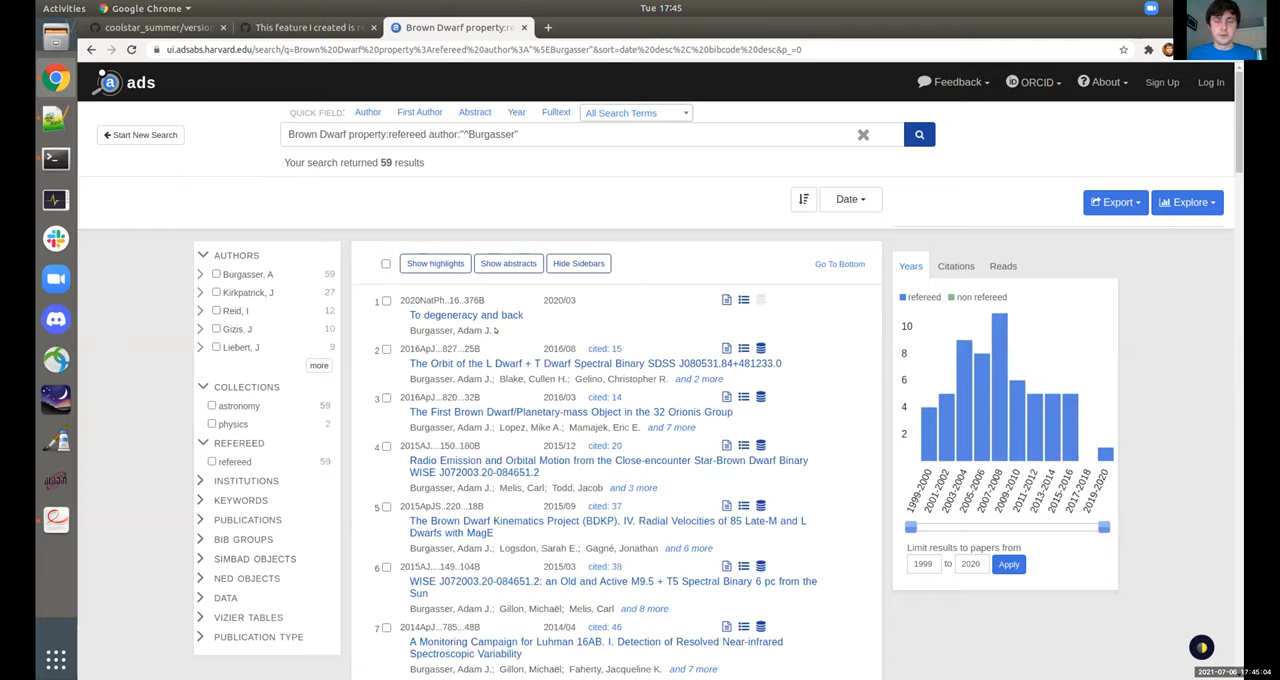 Activities
Google Chrome
Tue 17:45
coolstar_summer/version
This feature I created is re
Brown Dwarf property:re
ui.adsabs.harvard.edu/search/q=Brown%20Dwarf%20property%3Arefereed%20author%3A"%5EBurgasser"&sort=date%20desc%2C%20bibcode%20desc&p_=0
a ads
Feedback
ORCID
About
Sign Up
Log In
QUICK FIELD: Author First Author Abstract Year Fulltext All Search Terms
Start New Search
Brown Dwarf property:refereed author:"^Burgasser"
Your search returned 59 results
Date
Export
Explore
AUTHORS
Burgasser, A 59
Kirkpatrick, J 27
Reid, I 12
Gizis, J 10
Liebert, J 9
more
COLLECTIONS
astronomy 59
physics 2
REFEREED
refereed 59
INSTITUTIONS
KEYWORDS
PUBLICATIONS
BIB GROUPS
SIMBAD OBJECTS
NED OBJECTS
DATA
VIZIER TABLES
PUBLICATION TYPE
Show highlights Show abstracts Hide Sidebars Go To Bottom
1 2020NatPh..16..376B 2020/03
To degeneracy and back
Burgasser, Adam J.
2 2016ApJ...827...25B 2016/08 cited: 15
The Orbit of the L Dwarf + T Dwarf Spectral Binary SDSS J080531.84+481233.0
Burgasser, Adam J.; Blake, Cullen H.; Gelino, Christopher R. and 2 more
3 2016ApJ...820...32B 2016/03 cited: 14
The First Brown Dwarf/Planetary-mass Object in the 32 Orionis Group
Burgasser, Adam J.; Lopez, Mike A.; Mamajek, Eric E. and 7 more
4 2015AJ....150..180B 2015/12 cited: 20
Radio Emission and Orbital Motion from the Close-encounter Star-Brown Dwarf Binary
WISE J072003.20-084651.2
Burgasser, Adam J.; Melis, Carl; Todd, Jacob and 3 more
5 2015ApJS..220...18B 2015/09 cited: 37
The Brown Dwarf Kinematics Project (BDKP). IV. Radial Velocities of 85 Late-M and L
Dwarfs with MagE
Burgasser, Adam J.; Logsdon, Sarah E.; Gagné, Jonathan and 6 more
6 2015AJ....149..104B 2015/03 cited: 38
WISE J072003.20-084651.2: an Old and Active M9.5 + T5 Spectral Binary 6 pc from the
Sun
Burgasser, Adam J.; Gillon, Michaël; Melis, Carl and 8 more
7 2014ApJ...785...48B 2014/04 cited: 46
A Monitoring Campaign for Luhman 16AB. I. Detection of Resolved Near-infrared
Spectroscopic Variability
Burgasser, Adam J.; Gillon, Michaël; Faherty, Jacqueline K. and 7 more
Years Citations Reads
refereed non refereed
10
8
6
4
2
1999-2000
2001-2002
2003-2004
2005-2006
2007-2008
2009-2010
2011-2012
2013-2014
2015-2016
2017-2018
2019-2020
Limit results to papers from
1999 to 2020 Apply
2021-07-06 17:45:04